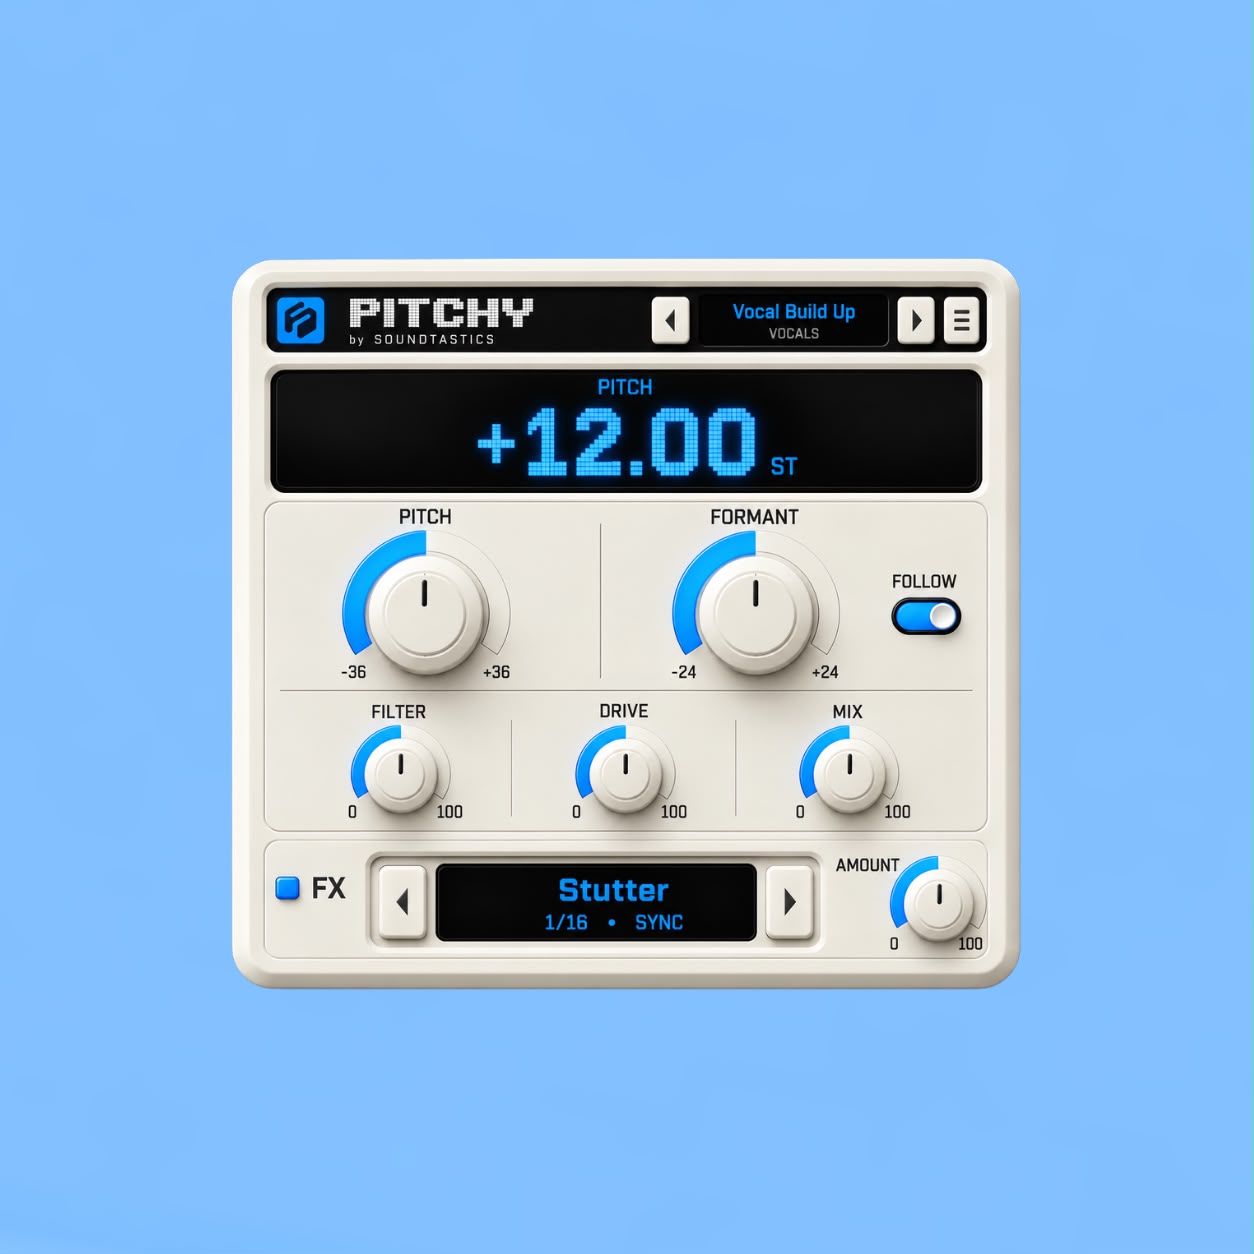 PITCHY
by SOUNDTASTICS
Vocal Build Up
VOCALS
PITCH
+12.00 ST
PITCH
-36 +36
FORMANT
-24 +24
FOLLOW
FILTER
0 100
DRIVE
0 100
MIX
0 100
FX
Stutter
1/16 • SYNC
AMOUNT
0 100